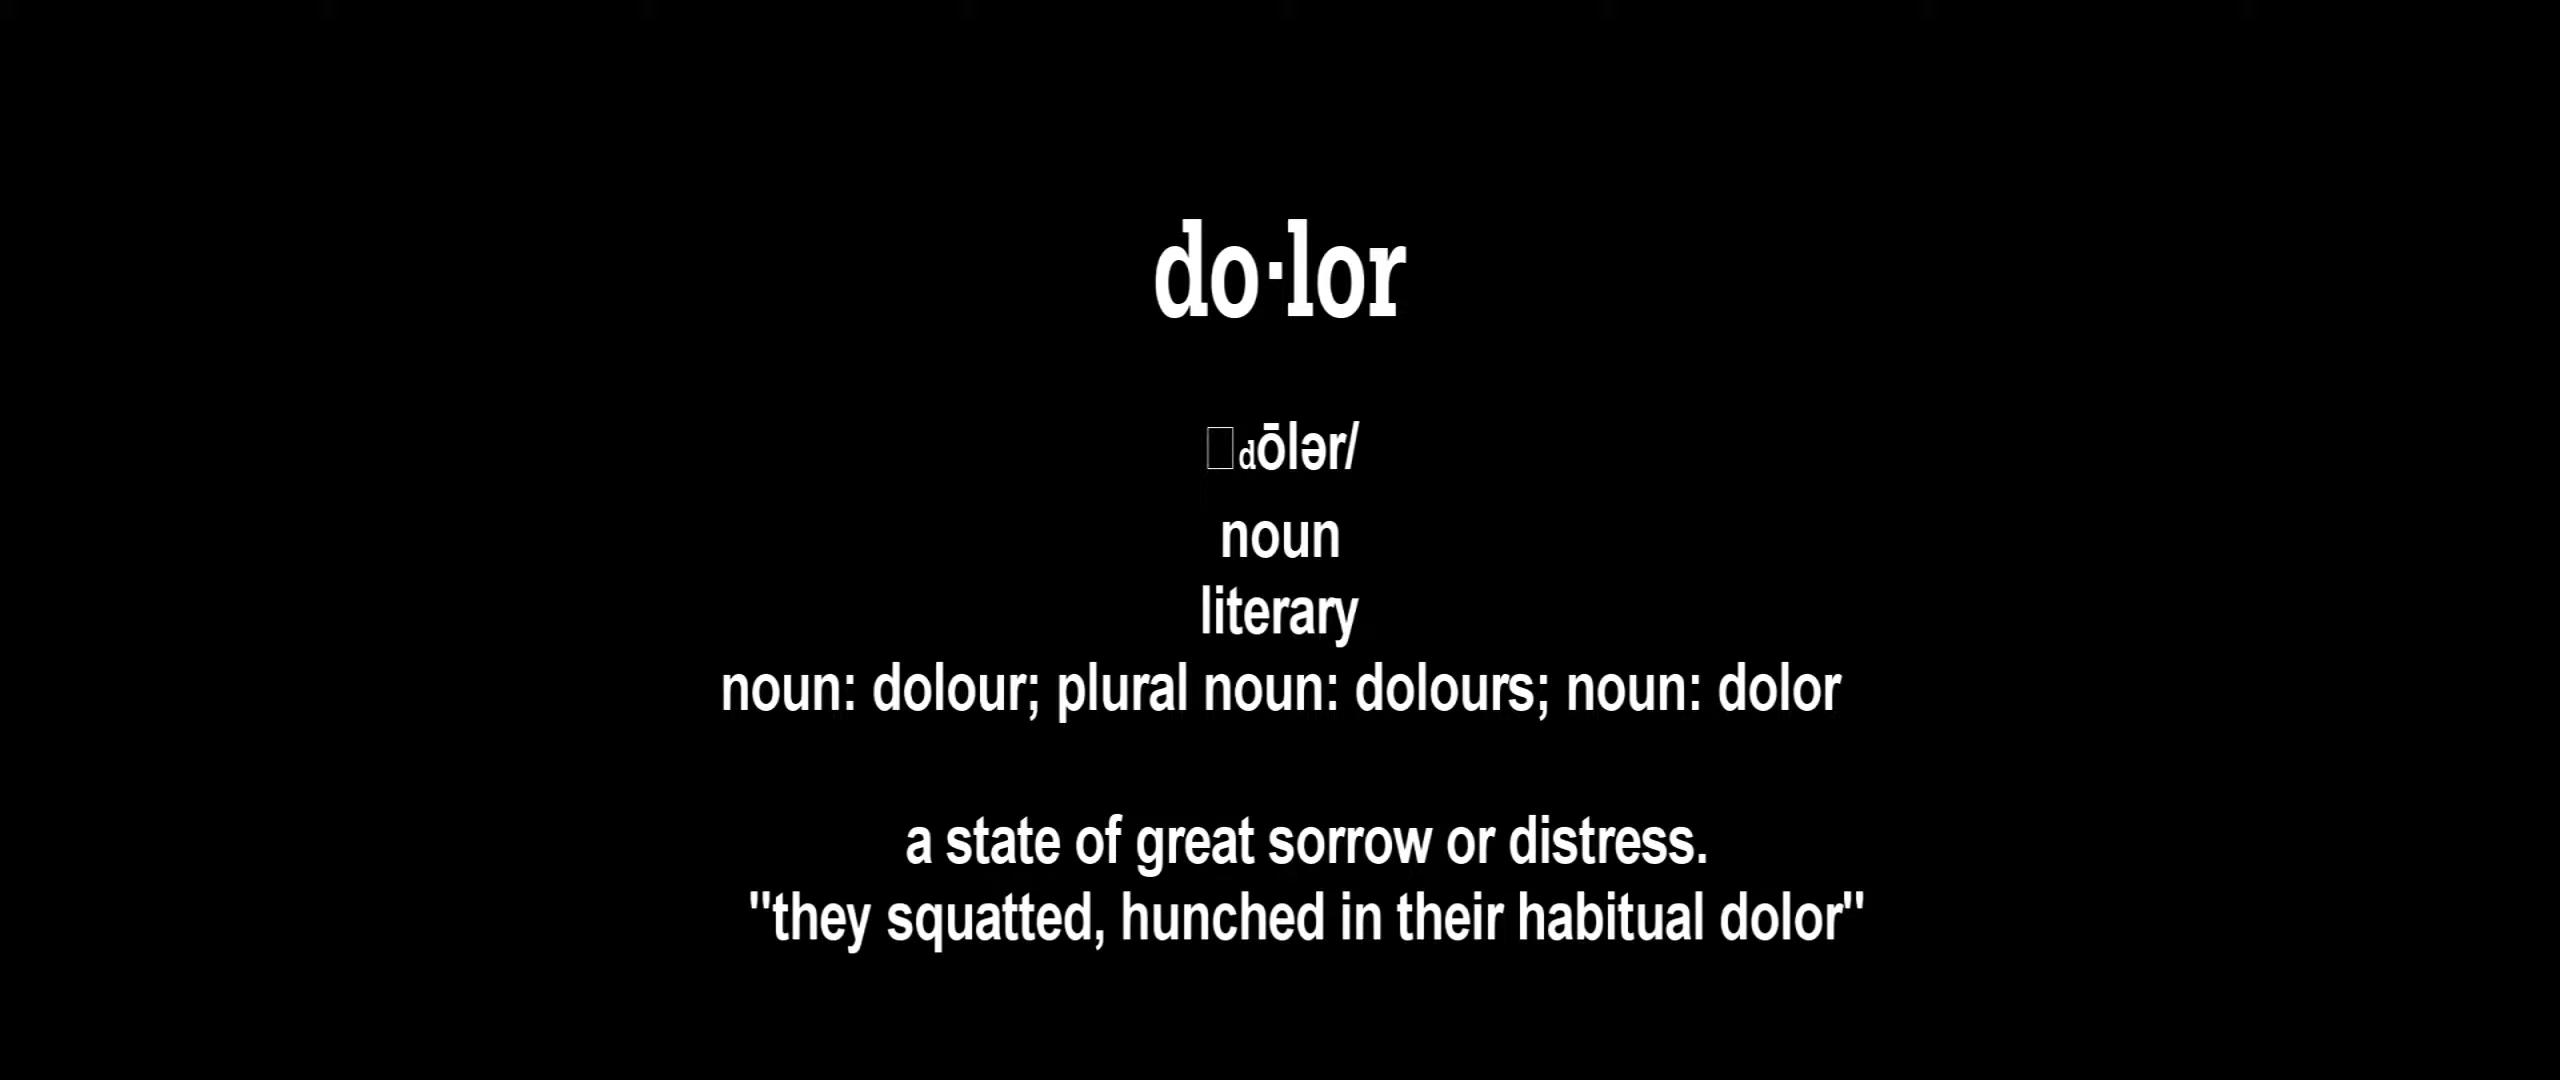 do·lor
□dōlər/
noun
literary
noun: dolour; plural noun: dolours; noun: dolor
a state of great sorrow or distress.
"they squatted, hunched in their habitual dolor"